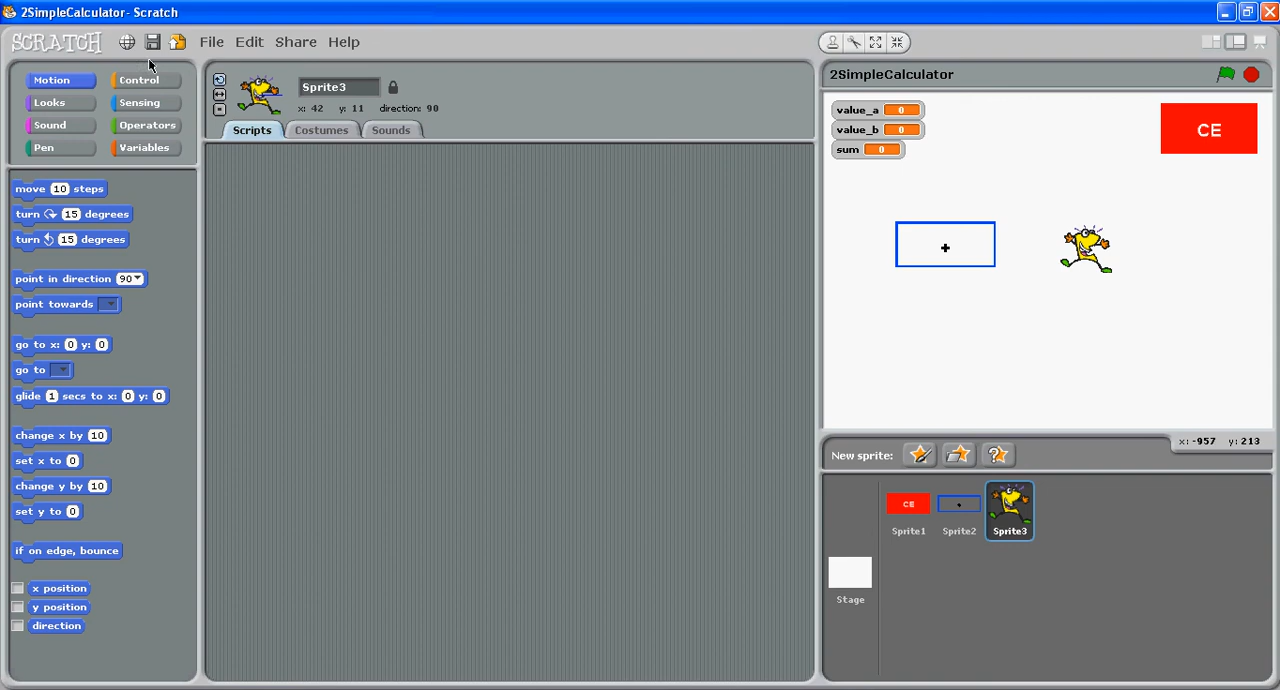 2SimpleCalculator- Scratch
SCRATCH File Edit Share Help
Motion Control
Looks Sensing
Sound Operators
Pen Variables
move 10 steps
turn 15 degrees
turn 15 degrees
point in direction 90
point towards
go to x: 0 y: 0
go to
glide 1 secs to x: 0 y: 0
change x by 10
set x to 0
change y by 10
set y to 0
if on edge, bounce
x position
y position
direction
Sprite3
x: 42 y: 11 direction: 90
Scripts Costumes Sounds
2SimpleCalculator
value_a 0
value_b 0
sum 0
CE
+
x: -957 y: 213
New sprite:
CE
Sprite1 Sprite2 Sprite3
Stage